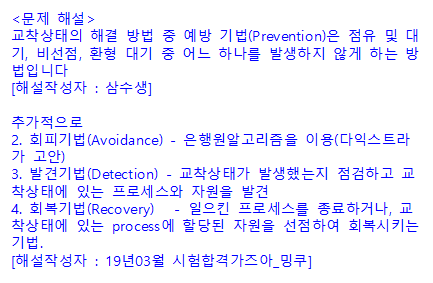 <문제 해설>
교착상태의 해결 방법 중 예방 기법(Prevention)은 점유 및 대
기, 비선점, 환형 대기 중 어느 하나를 발생하지 않게 하는 방
법입니다
[해설작성자 : 삼수생]

추가적으로
2. 회피기법(Avoidance) - 은행원알고리즘을 이용(다익스트라
가 고안)
3. 발견기법(Detection) - 교착상태가 발생했는지 점검하고 교
착상태에 있는 프로세스와 자원을 발견
4. 회복기법(Recovery)   - 일으킨 프로세스를 종료하거나, 교
착상태에 있는 process에 할당된 자원을 선점하여 회복시키는
기법.
[해설작성자 : 19년03월 시험합격가즈아_밍쿠]